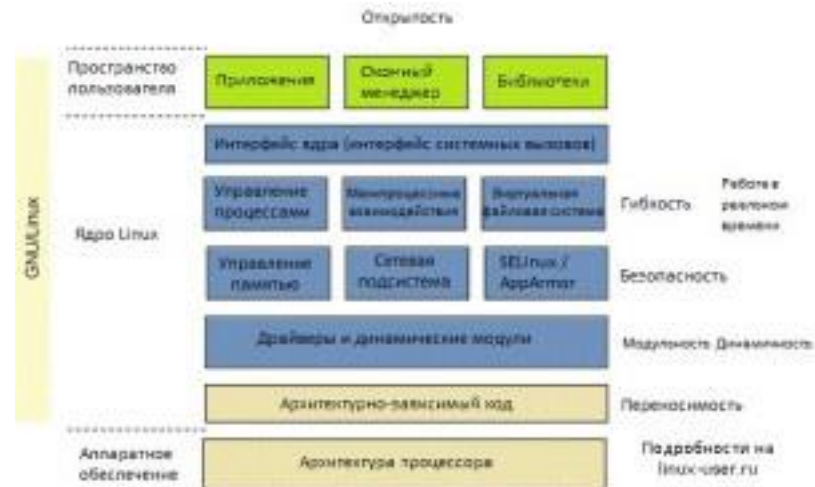 Открытость
Пространство
пользователя
Приложения
Оконный
менеджер
Библиотеки
Интерфейс ядра (интерфейс системных вызовов)
GNU/Linux
Ядро Linux
Управление
процессами
Межпроцессные
взаимодействия
Виртуальная
файловая система
Гибкость
Работа в
реальном
времени
Управление
памятью
Сетевая
подсистема
SELinux /
AppArmor
Безопасность
Драйверы и динамические модули
Модульность Динамичность
Архитектурно-зависимый код
Переносимость
Аппаратное
обеспечение
Архитектура процессора
Подробности на
linux-user.ru